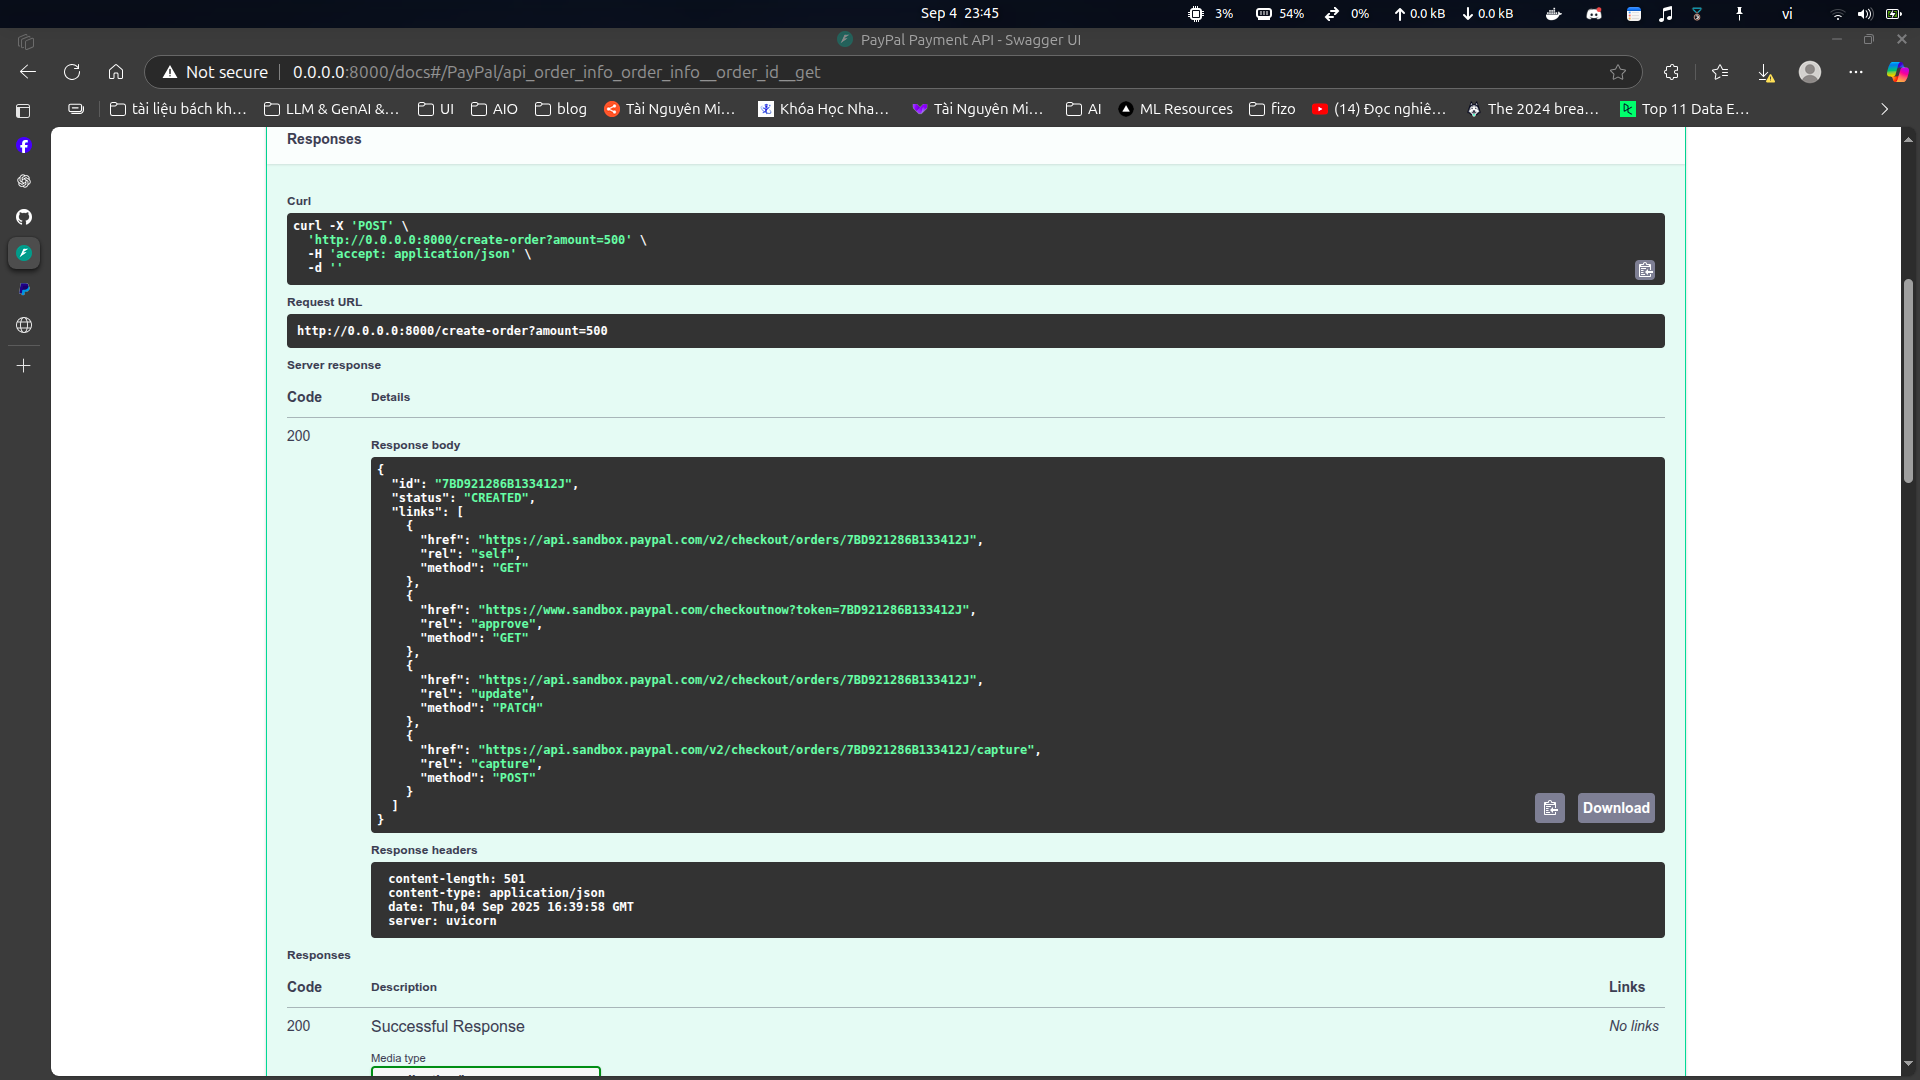 Sep 4 23:45
3%
54%
0%
0.0 kB
0.0 kB
vi
PayPal Payment API - Swagger UI
Not secure
0.0.0.0:8000/docs#/PayPal/api_order_info_order_info__order_id__get
tài liệu bách kh...
LLM & GenAI &...
UI
AIO
blog
Tài Nguyên Mi...
Khóa Học Nha...
Tài Nguyên Mi...
AI
ML Resources
fizo
(14) Đọc nghiê...
The 2024 brea...
Top 11 Data E...
Responses
Curl
curl -X 'POST' \
'http://0.0.0.0:8000/create-order?amount=500' \
-H 'accept: application/json' \
-d ''
Request URL
http://0.0.0.0:8000/create-order?amount=500
Server response
Code
Details
200
Response body
{
"id": "7BD921286B133412J",
"status": "CREATED",
"links": [
{
"href": "https://api.sandbox.paypal.com/v2/checkout/orders/7BD921286B133412J",
"rel": "self",
"method": "GET"
},
{
"href": "https://www.sandbox.paypal.com/checkoutnow?token=7BD921286B133412J",
"rel": "approve",
"method": "GET"
},
{
"href": "https://api.sandbox.paypal.com/v2/checkout/orders/7BD921286B133412J",
"rel": "update",
"method": "PATCH"
},
{
"href": "https://api.sandbox.paypal.com/v2/checkout/orders/7BD921286B133412J/capture",
"rel": "capture",
"method": "POST"
}
]
}
Download
Response headers
content-length: 501
content-type: application/json
date: Thu,04 Sep 2025 16:39:58 GMT
server: uvicorn
Responses
Code
Description
Links
200
Successful Response
No links
Media type